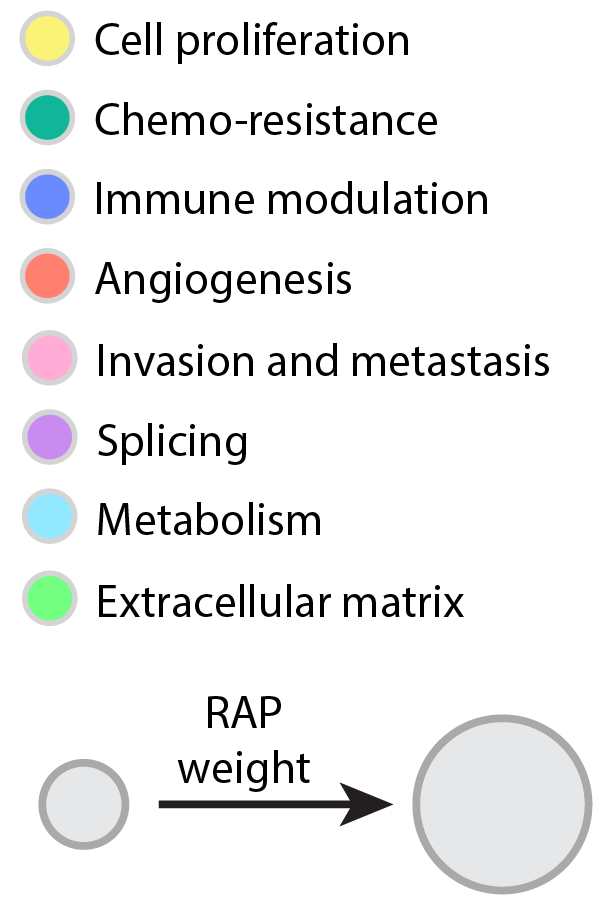 Cell proliferation
Chemo-resistance
Immune modulation
Angiogenesis
Invasion and metastasis
Splicing
Metabolism
Extracellular matrix
RAP
weight